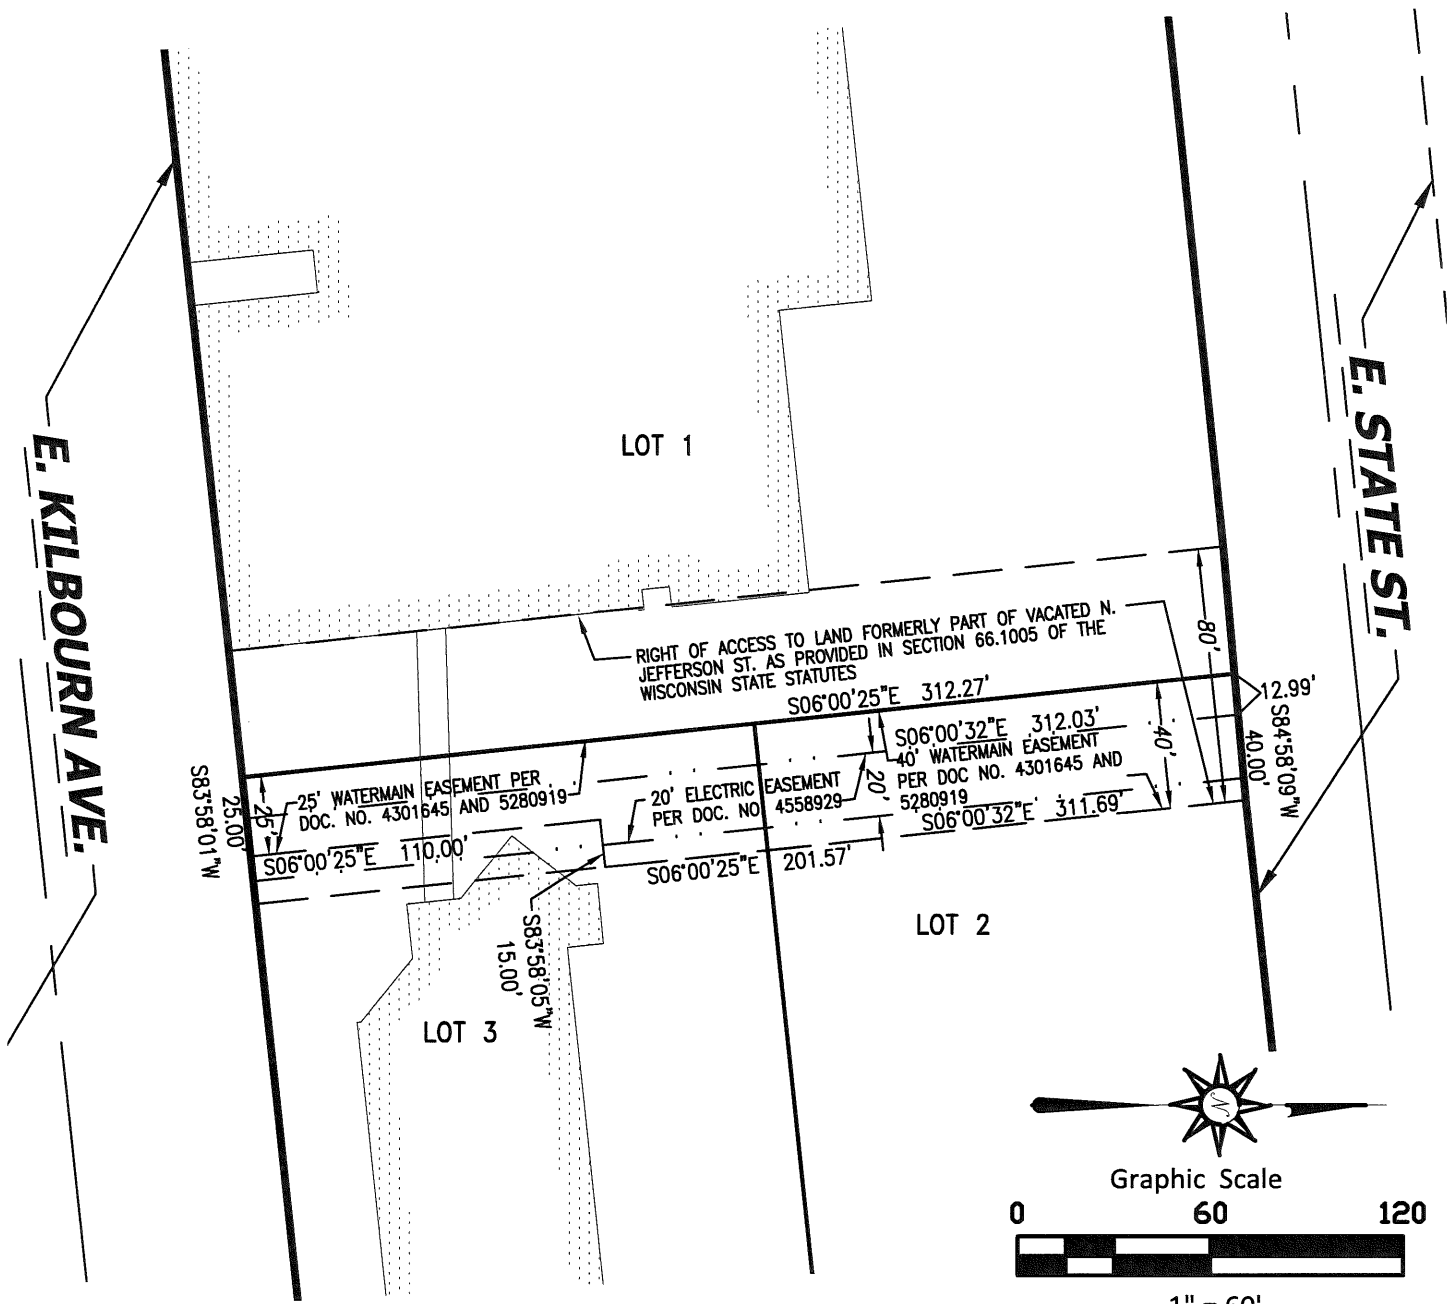 LOT 1
E. KILBOURN AVE.
E. STATE ST.
RIGHT OF ACCESS TO LAND FORMERLY PART OF VACATED N.
JEFFERSON ST. AS PROVIDED IN SECTION 66.1005 OF THE
WISCONSIN STATE STATUTES
80'
S06°00'25"E 312.27'
12.99'
S84°58'09"W
40.00'
S06°00'32"E 312.03'
40' WATERMAIN EASEMENT
PER DOC NO. 4301645 AND
5280919
40'
S06°00'32"E 311.69'
25' WATERMAIN EASEMENT PER
DOC. NO. 4301645 AND 5280919
20' ELECTRIC EASEMENT
PER DOC. NO. 4558929
20'
25'
25.00'
S83°58'01"W
S06°00'25"E 110.00'
S06°00'25"E 201.57'
S83°58'05"W
15.00'
LOT 2
LOT 3
N
Graphic Scale
0 60 120
1" = 60'